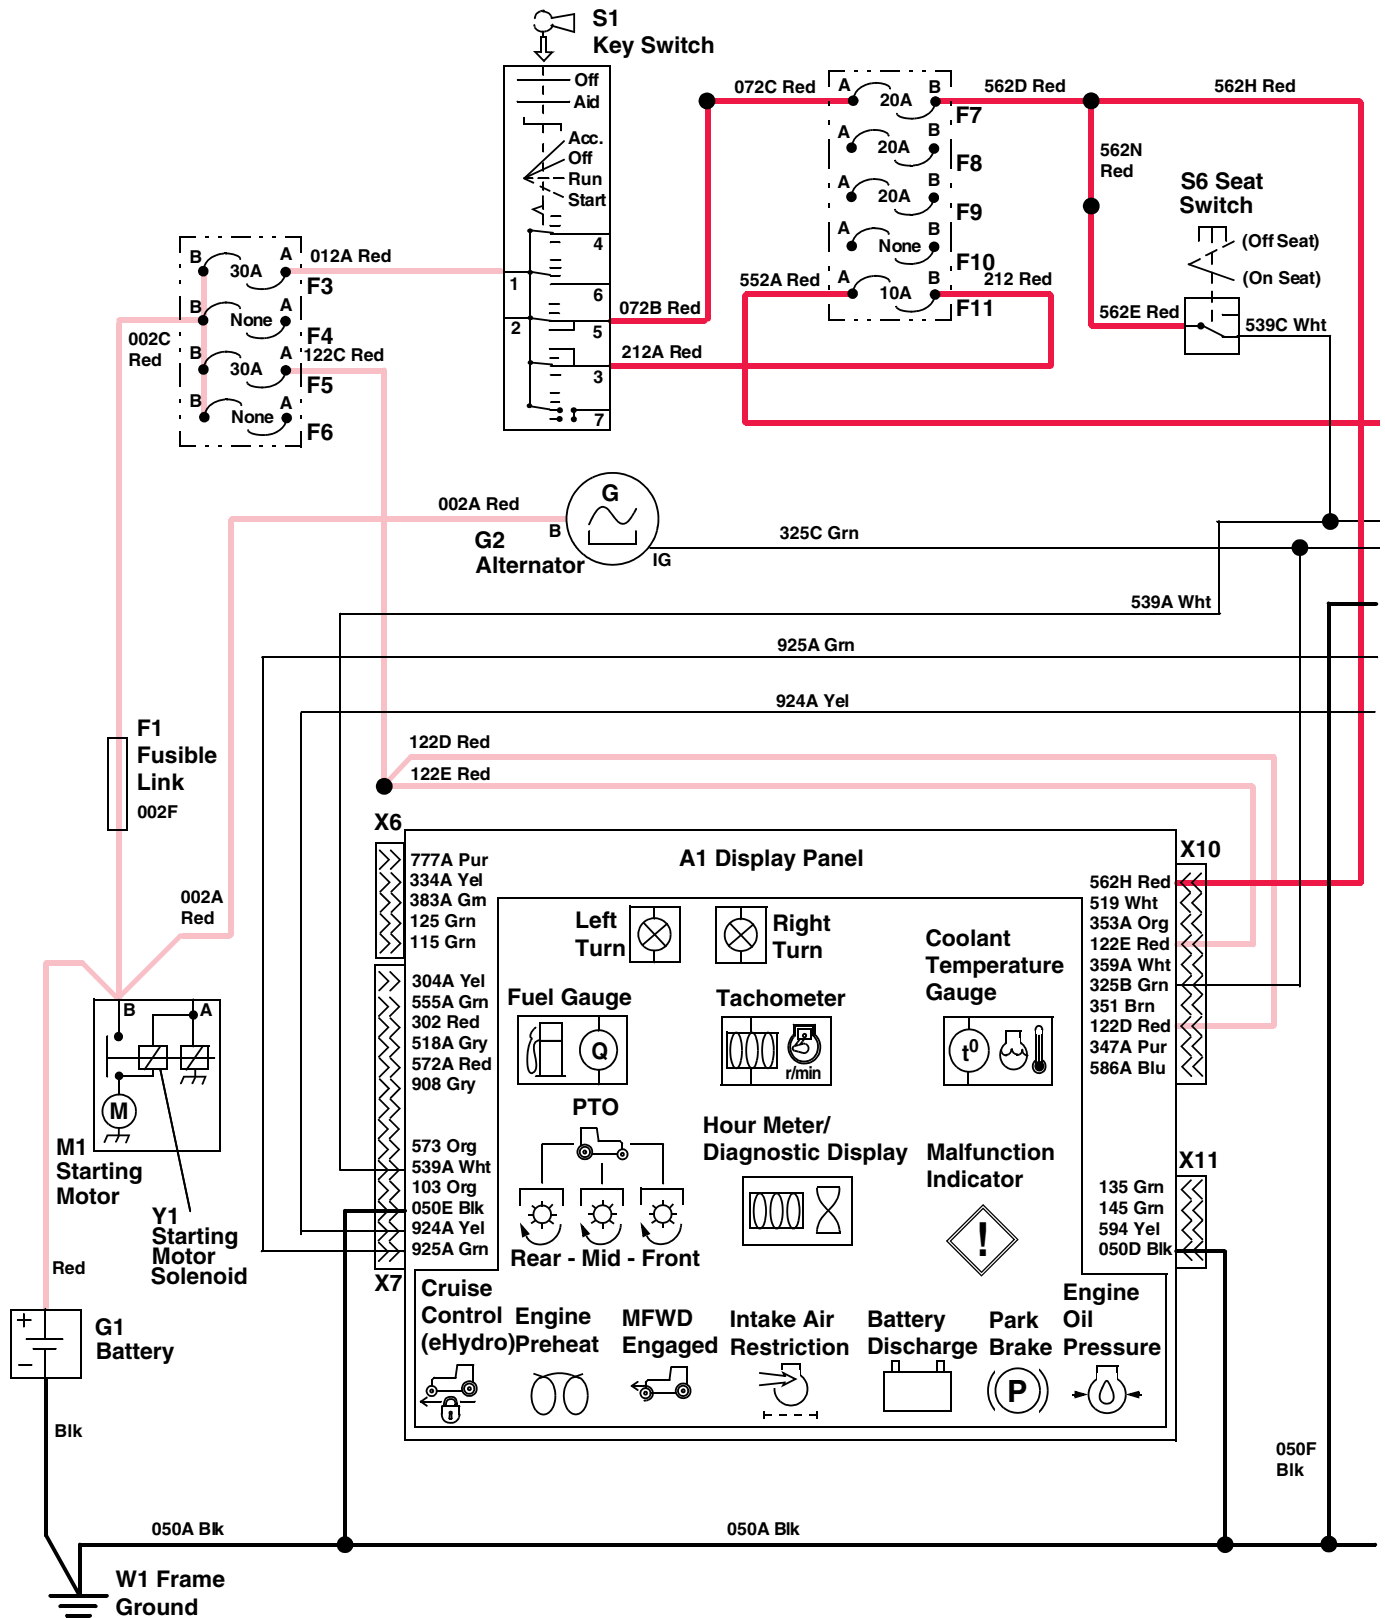 S1
Key Switch
Off
Aid
Acc.
Off
Run
Start
4
1
6
2
5
3
7
072C Red
072B Red
212A Red
A
20A
B
F7
A
20A
B
F8
A
20A
B
F9
A
None
B
F10
A
10A
B
F11
562D Red
562H Red
562N
Red
S6 Seat
Switch
(Off Seat)
(On Seat)
562E Red
539C Wht
552A Red
212 Red
B
30A
A
F3
012A Red
B
None
A
F4
002C
Red
122C Red
B
30A
A
F5
B
None
A
F6
002A Red
G
B
G2
Alternator
IG
325C Grn
539A Wht
925A Grn
924A Yel
F1
Fusible
Link
002F
122D Red
122E Red
002A
Red
B
A
M
M1
Starting
Motor
Y1
Starting
Motor
Solenoid
Red
+
−
G1
Battery
Blk
050A Blk
050A Blk
050F
Blk
W1 Frame
Ground
X6
777A Pur
334A Yel
383A Grn
125 Grn
115 Grn
304A Yel
555A Grn
302 Red
518A Gry
572A Red
908 Gry
573 Org
539A Wht
103 Org
050E Blk
924A Yel
925A Grn
X7
A1 Display Panel
X10
562H Red
519 Wht
353A Org
122E Red
359A Wht
325B Grn
351 Brn
122D Red
347A Pur
586A Blu
X11
135 Grn
145 Grn
594 Yel
050D Blk
Left
Turn
Right
Turn
Coolant
Temperature
Gauge
Fuel Gauge
Q
Tachometer
r/min
t⁰
PTO
Rear - Mid - Front
Hour Meter/
Diagnostic Display
Malfunction
Indicator
!
Cruise
Control
(eHydro)
Engine
Preheat
MFWD
Engaged
Intake Air
Restriction
Battery
Discharge
Park
Brake
P
Engine
Oil
Pressure